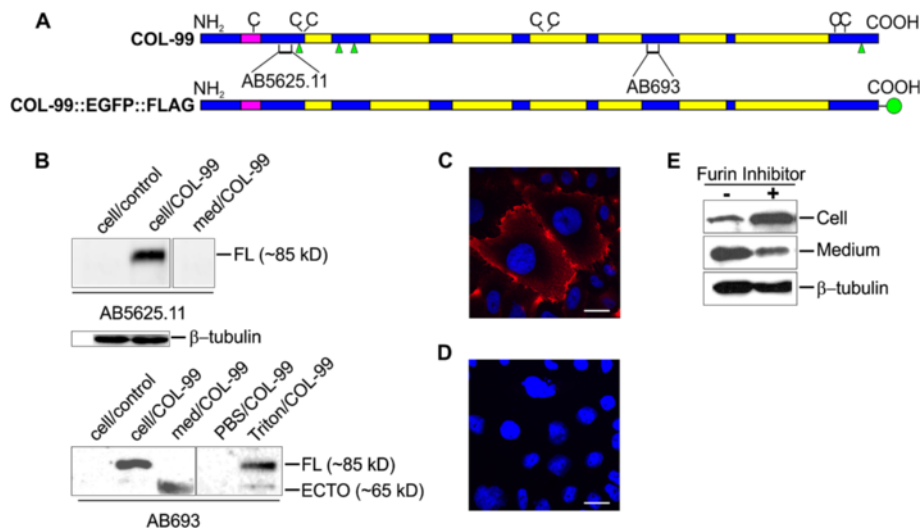 A
NH2 C C C C C CC COOH
COL-99
AB5625.11 AB693
NH2 COOH
COL-99::EGFP::FLAG
B
cell/control cell/COL-99 med/COL-99
FL (~85 kD)
AB5625.11
β-tubulin
cell/control cell/COL-99 med/COL-99 PBS/COL-99 Triton/COL-99
FL (~85 kD)
ECTO (~65 kD)
AB693
C
D
E
Furin Inhibitor
- +
Cell
Medium
β-tubulin